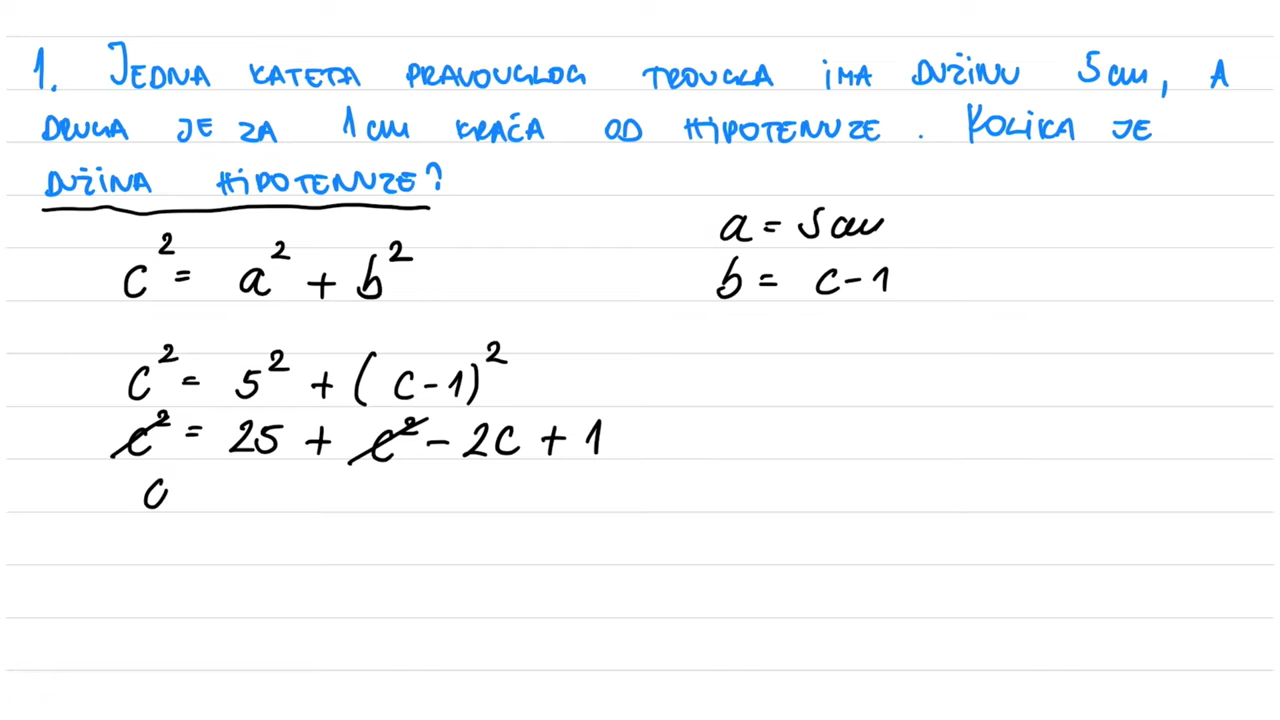 1. JEDNA KATETA PRAVOUGLOG TROUGLA IMA DUŽINU 5cm, A
DRUGA JE ZA 1cm KRAĆA OD HIPOTENUZE. KOLIKA JE
DUŽINA HIPOTENUZE?
a = 5cm
c² = a² + b²
b = c-1
c² = 5² + (c-1)²
c² = 25 + c² - 2c + 1
0